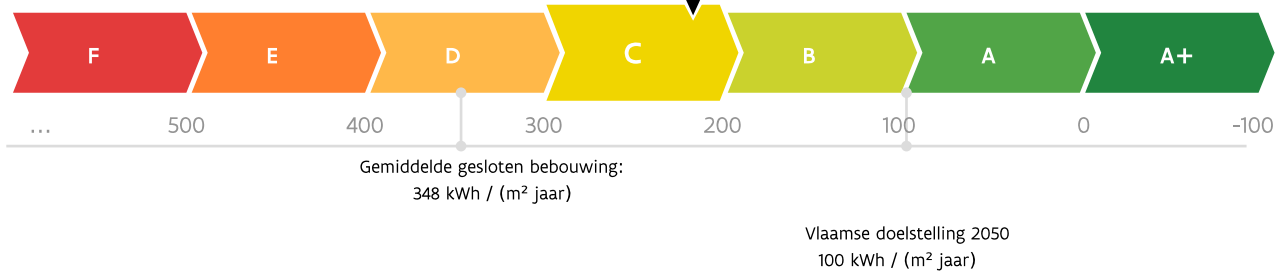 F E D C B A A+
... 500 400 300 200 100 0 -100
Gemiddelde gesloten bebouwing:
348 kWh / (m² jaar)
Vlaamse doelstelling 2050
100 kWh / (m² jaar)